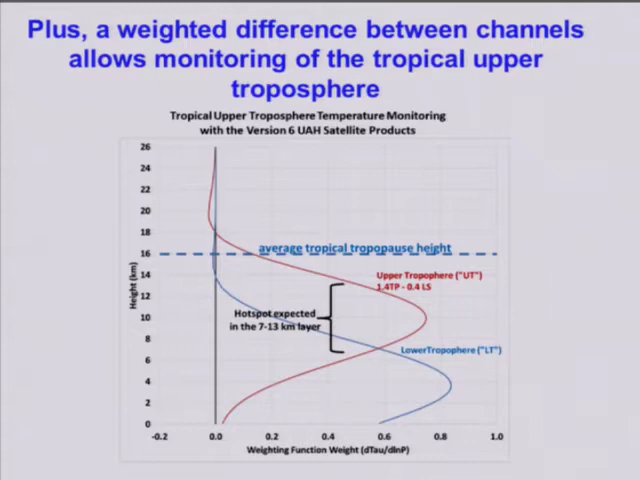 Plus, a weighted difference between channels
allows monitoring of the tropical upper
troposphere
Tropical Upper Troposphere Temperature Monitoring
with the Version 6 UAH Satellite Products
26
24
22
20
18
16
14
12
10
8
6
4
2
0
Height (km)
average tropical tropopause height
Upper Tropophere ("UT")
1.4TP - 0.4 LS
Hotspot expected
in the 7-13 km layer
LowerTropophere ("LT")
-0.2 0.0 0.2 0.4 0.6 0.8 1.0
Weighting Function Weight (dTau/dlnP)